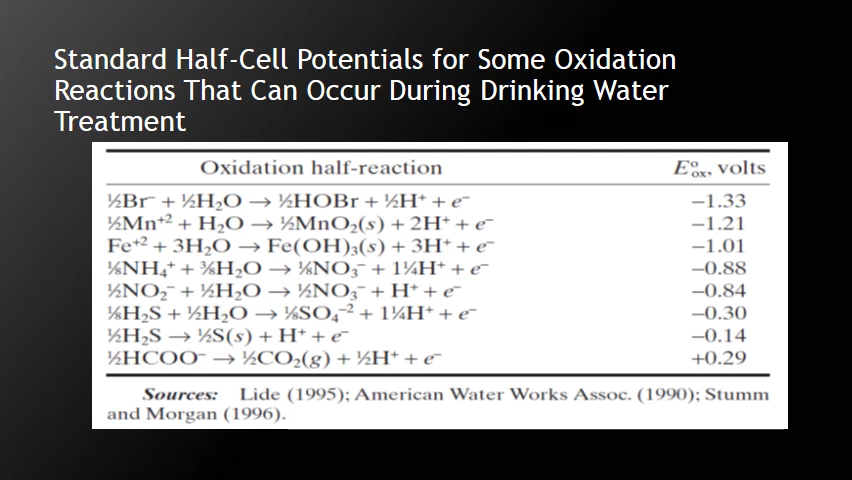 Standard Half-Cell Potentials for Some Oxidation
Reactions That Can Occur During Drinking Water
Treatment
Oxidation half-reaction E°ox, volts
½Br⁻ + ½H₂O → ½HOBr + ½H⁺ + e⁻ −1.33
½Mn⁺² + H₂O → ½MnO₂(s) + 2H⁺ + e⁻ −1.21
Fe⁺² + 3H₂O → Fe(OH)₃(s) + 3H⁺ + e⁻ −1.01
⅛NH₄⁺ + ⅜H₂O → ⅛NO₃⁻ + 1¼H⁺ + e⁻ −0.88
½NO₂⁻ + ½H₂O → ½NO₃⁻ + H⁺ + e⁻ −0.84
⅛H₂S + ½H₂O → ⅛SO₄⁻² + 1¼H⁺ + e⁻ −0.30
½H₂S → ½S(s) + H⁺ + e⁻ −0.14
½HCOO⁻ → ½CO₂(g) + ½H⁺ + e⁻ +0.29
Sources: Lide (1995); American Water Works Assoc. (1990); Stumm
and Morgan (1996).